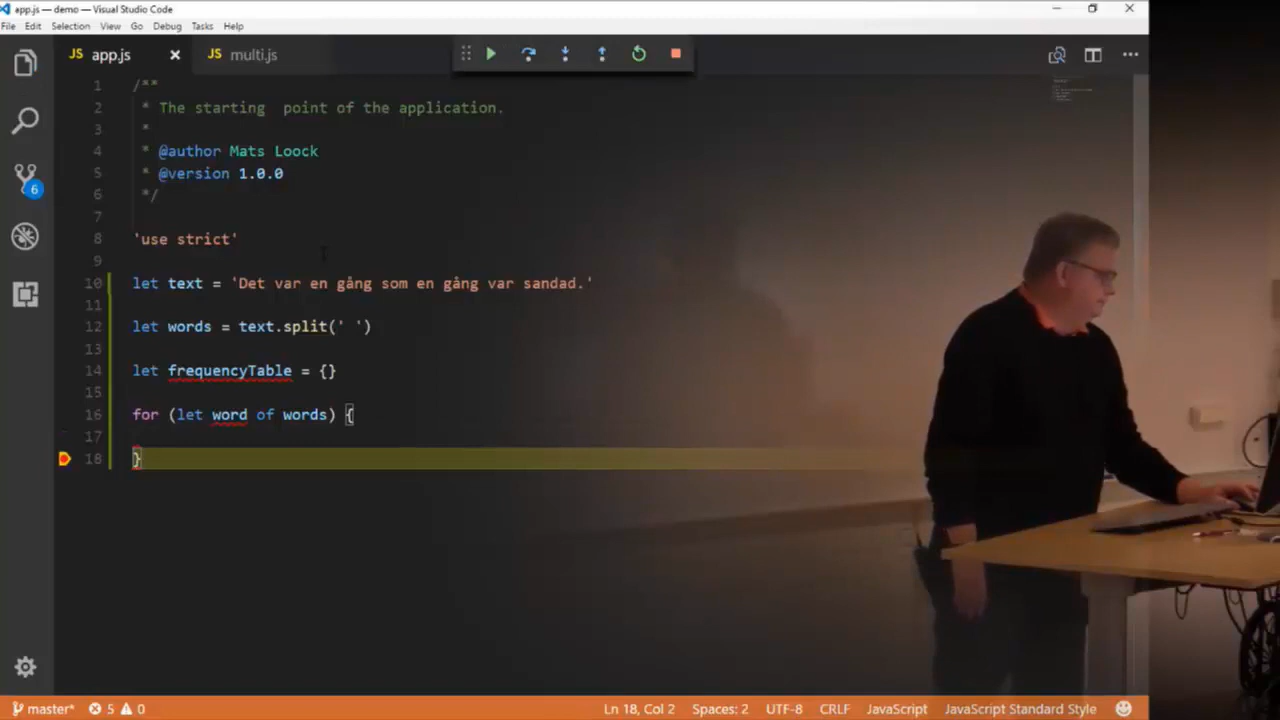 app.js — demo — Visual Studio Code
File Edit Selection View Go Debug Tasks Help
JS app.js JS multi.js
1 /**
2 * The starting point of the application.
3 *
4 * @author Mats Loock
5 * @version 1.0.0
6 */
7
8 'use strict'
9
10 let text = 'Det var en gång som en gång var sandad.'
11
12 let words = text.split(' ')
13
14 let frequencyTable = {}
15
16 for (let word of words) {
17
18 }
6
master* 5 0 Ln 18, Col 2 Spaces: 2 UTF-8 CRLF JavaScript JavaScript Standard Style